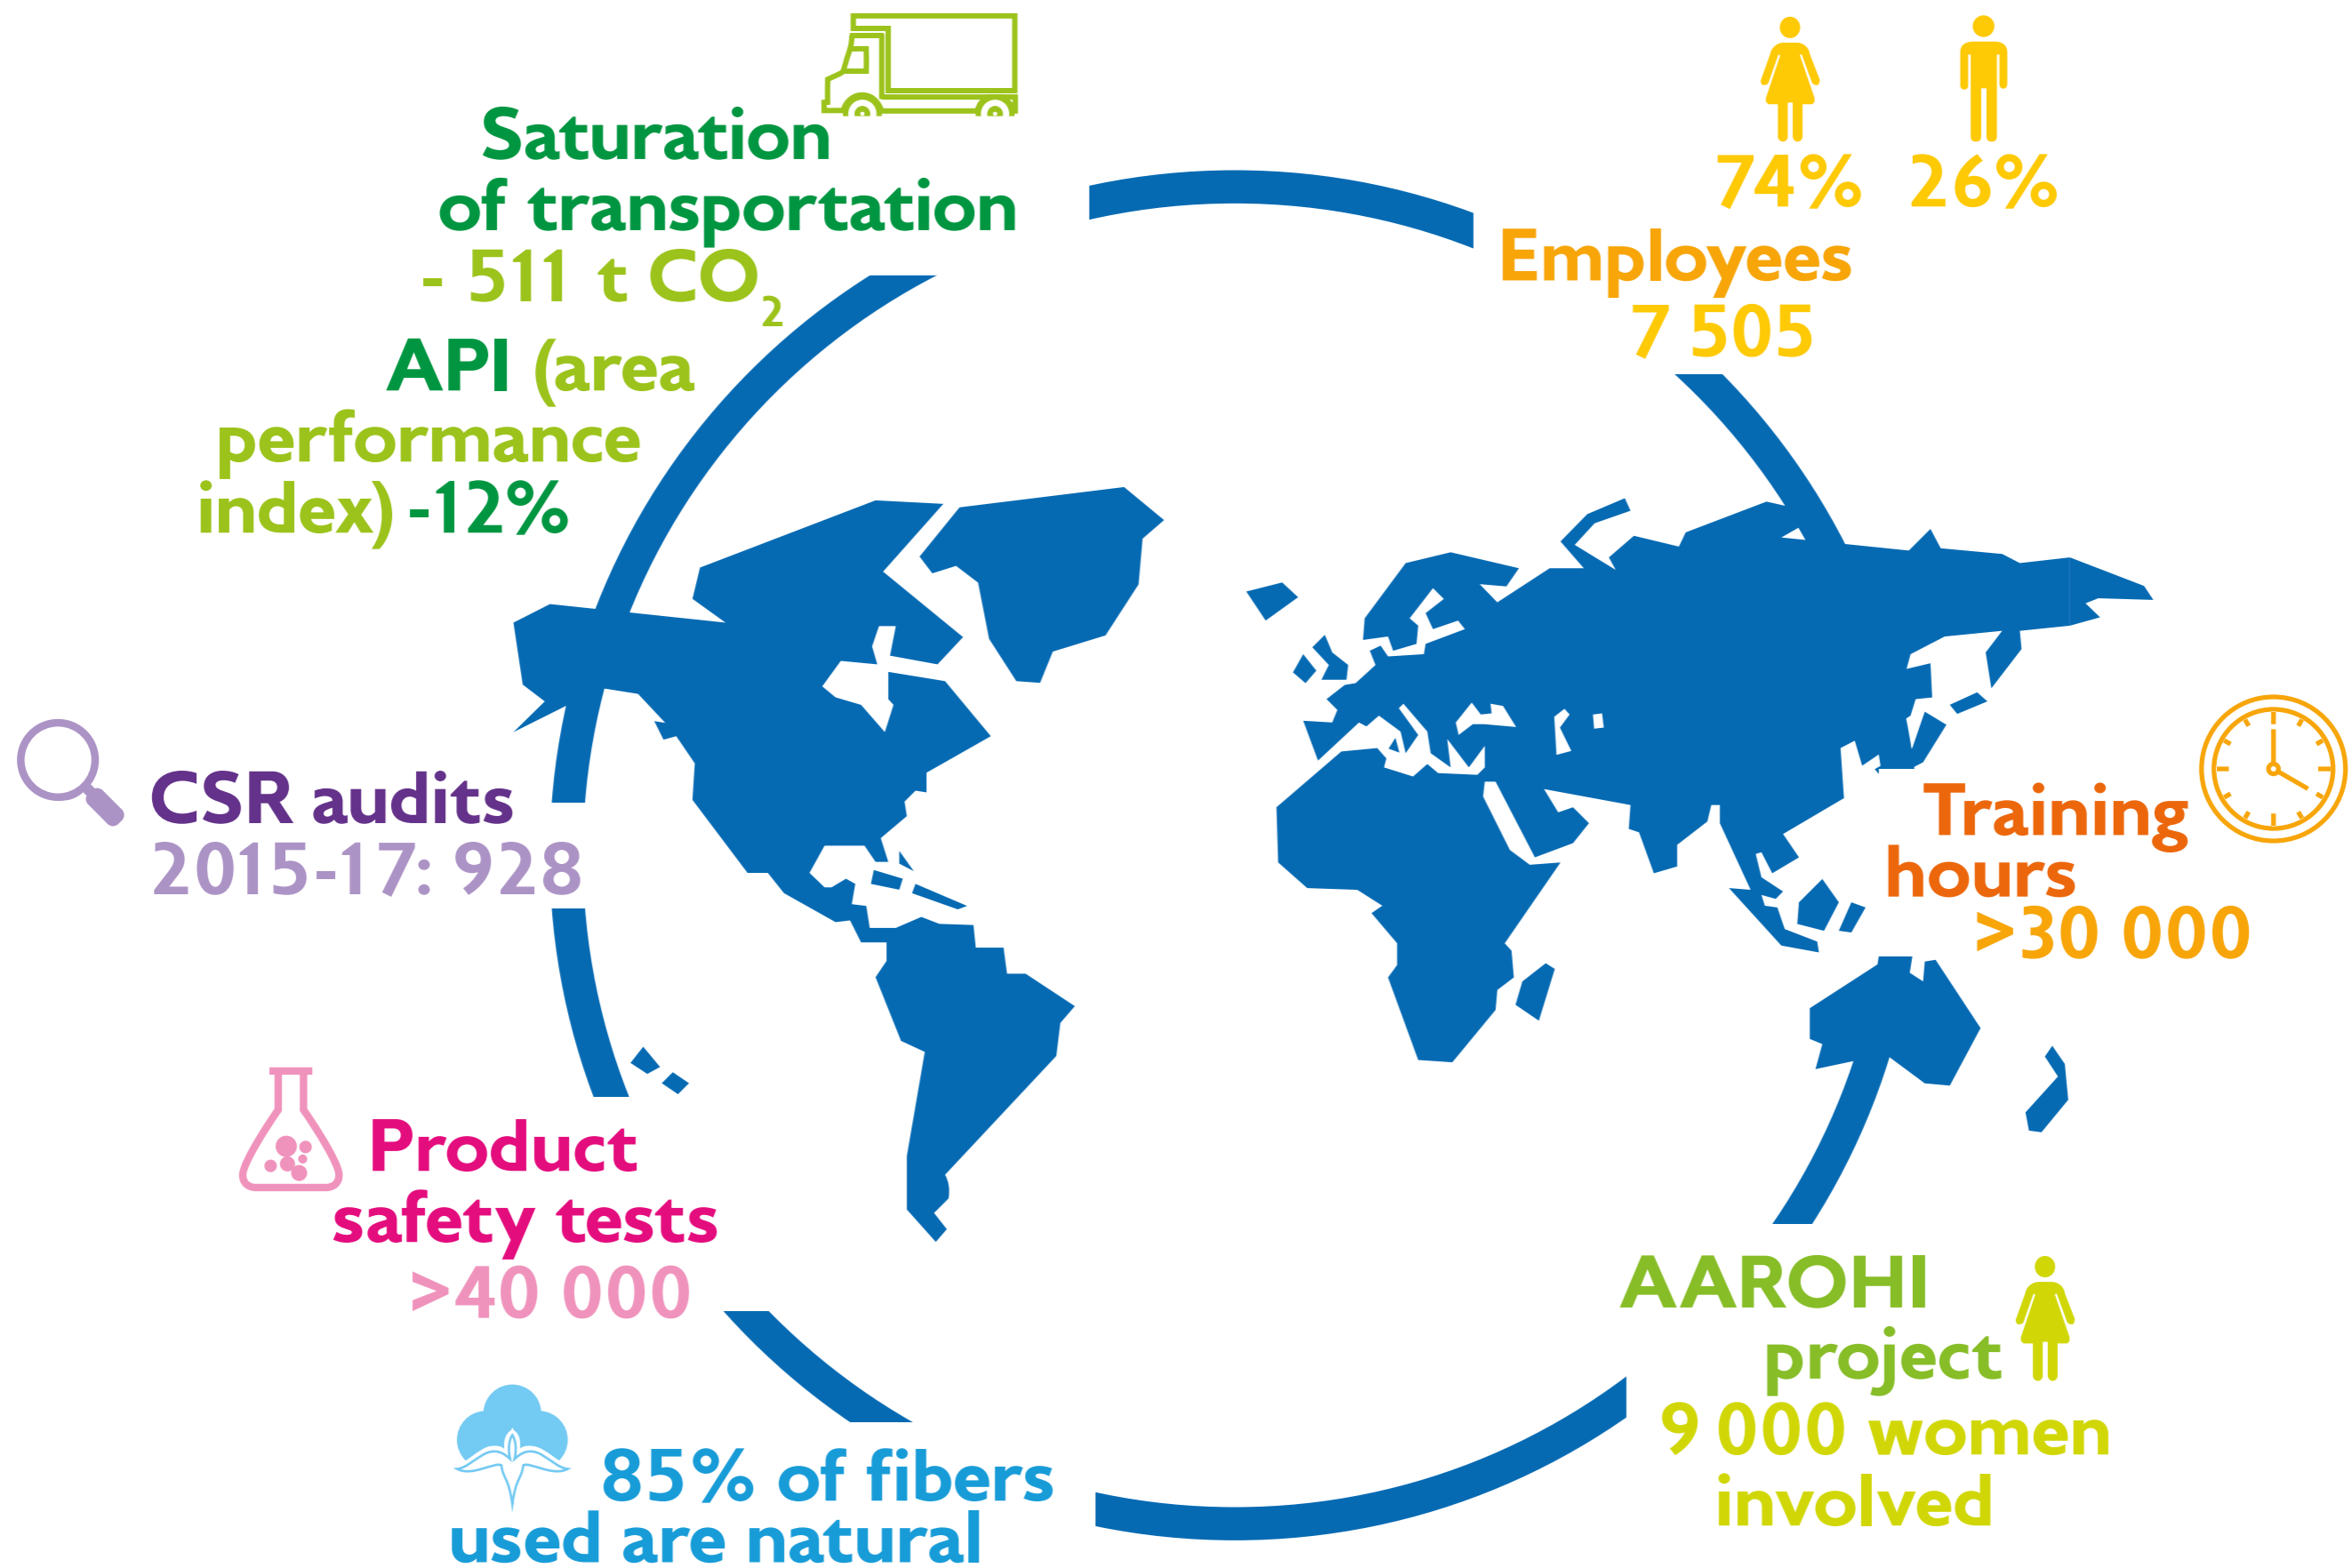 Saturation
of transportation
- 511 t CO₂
API (area
performance
index) -12%
74% 26%
Employees
7 505
CSR audits
2015-17: 928
Training
hours
>30 000
Product
safety tests
>40 000
AAROHI
project
9 000 women
involved
85% of fibers
used are natural